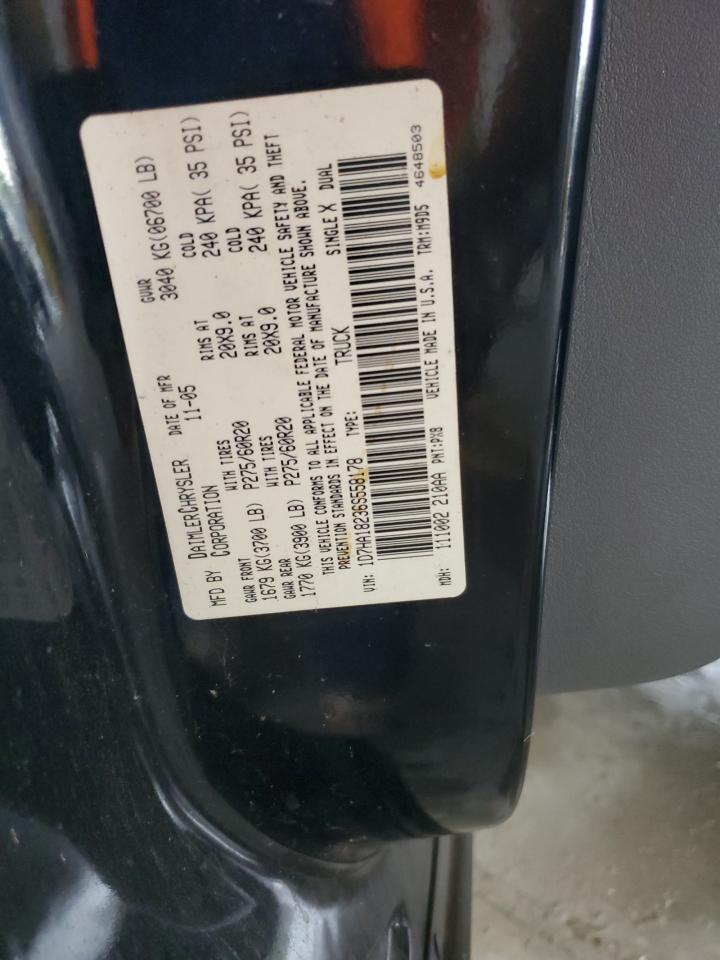 MFD BY DAIMLERCHRYSLER CORPORATION DATE OF MFR 11-05 GVWR 3040 KG(06700 LB)
GAWR FRONT WITH TIRES RIMS AT COLD
1679 KG(3700 LB) P275/60R20 20X9.0 240 KPA( 35 PSI)
GAWR REAR WITH TIRES RIMS AT COLD
1770 KG(3900 LB) P275/60R20 20X9.0 240 KPA( 35 PSI)
THIS VEHICLE CONFORMS TO ALL APPLICABLE FEDERAL MOTOR VEHICLE SAFETY AND THEFT
PREVENTION STANDARDS IN EFFECT ON THE DATE OF MANUFACTURE SHOWN ABOVE.
VIN: 1D7HA18236S558178 TYPE: TRUCK SINGLE X DUAL
MDH: 111002 210AA PNT:PX8 VEHICLE MADE IN U.S.A. TRM:M9D5 4648503